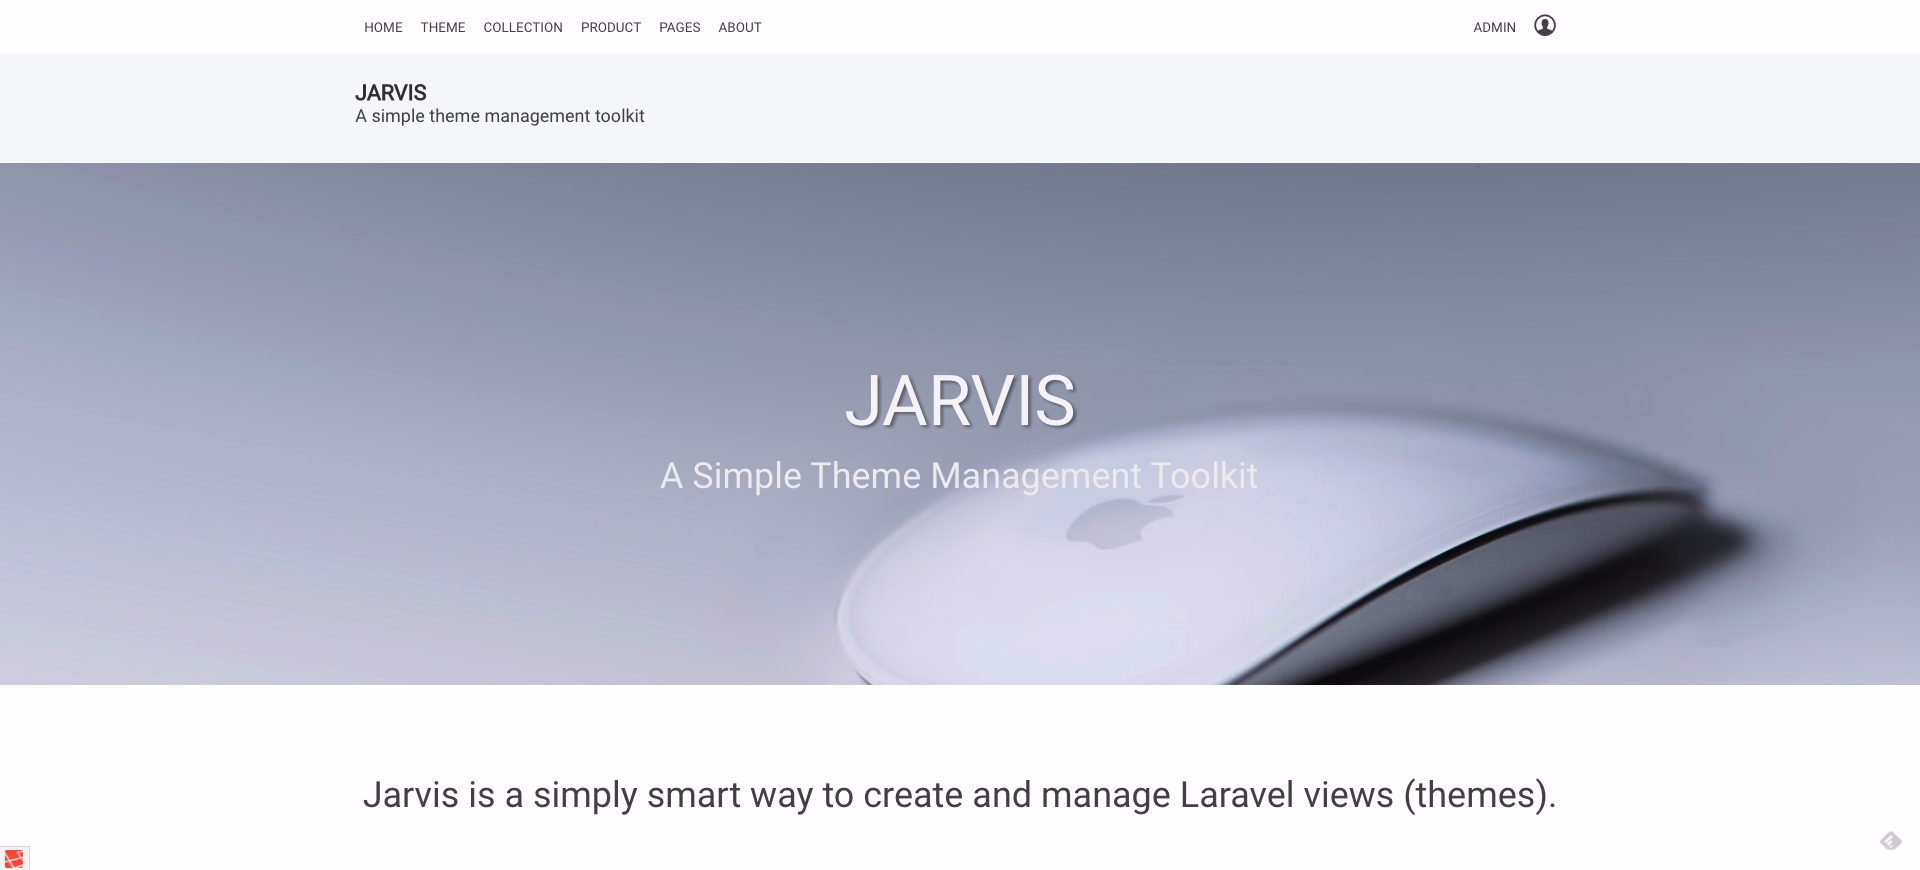 HOME THEME COLLECTION PRODUCT PAGES ABOUT ADMIN
JARVIS
A simple theme management toolkit
JARVIS
A Simple Theme Management Toolkit
Jarvis is a simply smart way to create and manage Laravel views (themes).